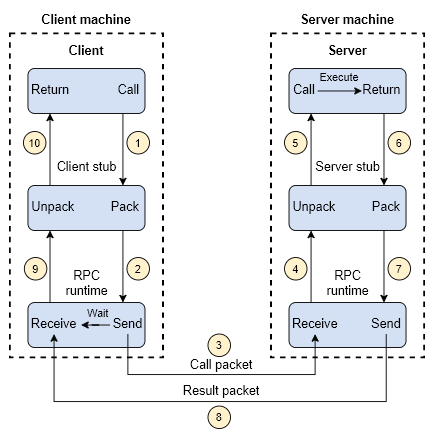 Client machine
Server machine
Client
Server
Return Call
Call Execute Return
10
1
5
6
Client stub
Server stub
Unpack Pack
Unpack Pack
9
2
4
7
RPC
runtime
RPC
runtime
Receive Wait Send
Receive Send
3
Call packet
Result packet
8